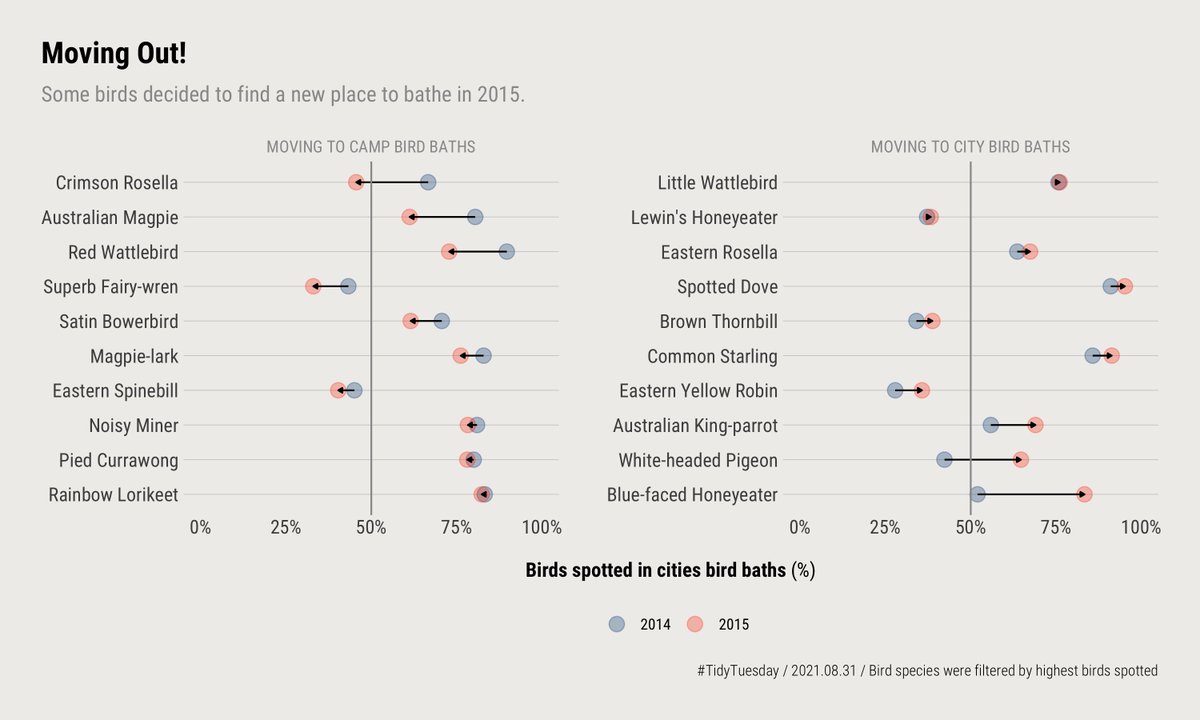 Moving Out!
Some birds decided to find a new place to bathe in 2015.
MOVING TO CAMP BIRD BATHS
Crimson Rosella
Australian Magpie
Red Wattlebird
Superb Fairy-wren
Satin Bowerbird
Magpie-lark
Eastern Spinebill
Noisy Miner
Pied Currawong
Rainbow Lorikeet
0% 25% 50% 75% 100%
MOVING TO CITY BIRD BATHS
Little Wattlebird
Lewin's Honeyeater
Eastern Rosella
Spotted Dove
Brown Thornbill
Common Starling
Eastern Yellow Robin
Australian King-parrot
White-headed Pigeon
Blue-faced Honeyeater
0% 25% 50% 75% 100%
Birds spotted in cities bird baths (%)
2014 2015
#TidyTuesday / 2021.08.31 / Bird species were filtered by highest birds spotted